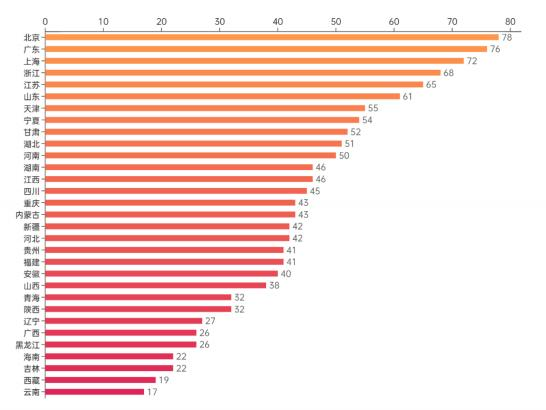 0 10 20 30 40 50 60 70 80
北京 78
广东 76
上海 72
浙江 68
江苏 65
山东 61
天津 55
宁夏 54
甘肃 52
湖北 51
河南 50
湖南 46
江西 46
四川 45
重庆 43
内蒙古 43
新疆 42
河北 42
贵州 41
福建 41
安徽 40
山西 38
青海 32
陕西 32
辽宁 27
广西 26
黑龙江 26
海南 22
吉林 22
西藏 19
云南 17